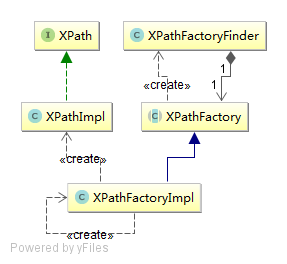 I XPath
C XPathFactoryFinder
1
«create»
1
C XPathImpl
C XPathFactory
«create»
C XPathFactoryImpl
«create»
Powered by yFiles